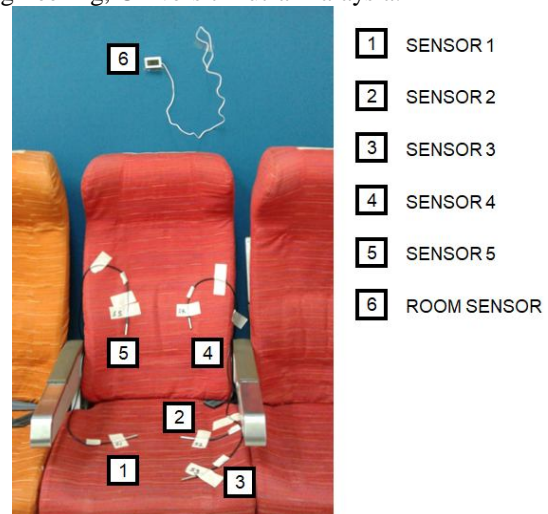 6
1 SENSOR 1
2 SENSOR 2
3 SENSOR 3
4 SENSOR 4
5 SENSOR 5
6 ROOM SENSOR
5
4
2
1
3